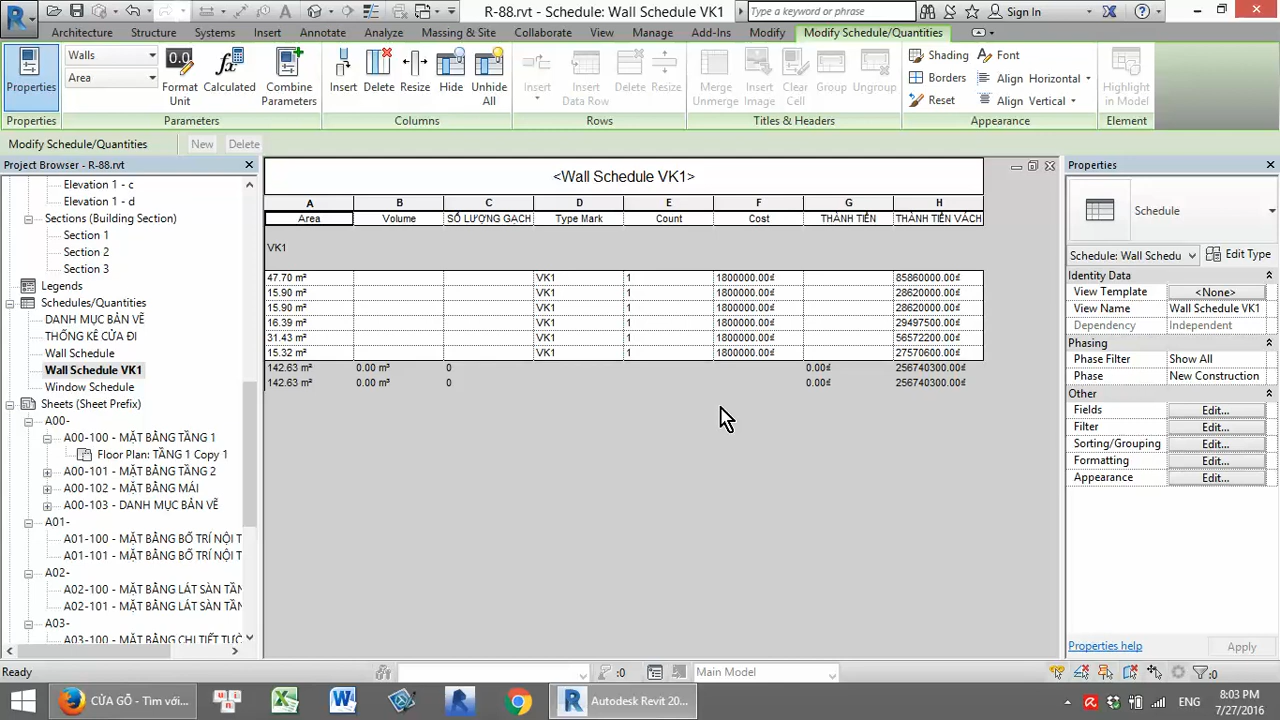 R-88.rvt - Schedule: Wall Schedule VK1
Type a keyword or phrase
Sign In
Architecture Structure Systems Insert Annotate Analyze Massing & Site Collaborate View Manage Add-Ins Modify Modify Schedule/Quantities
Walls
Area
Properties
Format Unit
Calculated
Combine Parameters
Insert
Delete
Resize
Hide
Unhide All
Insert
Insert Data Row
Delete
Resize
Merge Unmerge
Insert Image
Clear Cell
Group
Ungroup
Shading
Borders
Reset
Font
Align Horizontal
Align Vertical
Highlight in Model
Properties Parameters Columns Rows Titles & Headers Appearance Element
Modify Schedule/Quantities New Delete
Project Browser - R-88.rvt
Elevation 1 - c
Elevation 1 - d
Sections (Building Section)
Section 1
Section 2
Section 3
Legends
Schedules/Quantities
DANH MỤC BẢN VẼ
THỐNG KÊ CỬA ĐI
Wall Schedule
Wall Schedule VK1
Window Schedule
Sheets (Sheet Prefix)
A00-
A00-100 - MẶT BẰNG TẦNG 1
Floor Plan: TẦNG 1 Copy 1
A00-101 - MẶT BẰNG TẦNG 2
A00-102 - MẶT BẰNG MÁI
A00-103 - DANH MỤC BẢN VẼ
A01-
A01-100 - MẶT BẰNG BỐ TRÍ NỘI T
A01-101 - MẶT BẰNG BỐ TRÍ NỘI T
A02-
A02-100 - MẶT BẰNG LÁT SÀN TẦN
A02-101 - MẶT BẰNG LÁT SÀN TẦN
A03-
A03-100 - MẶT BẰNG CHI TIẾT TƯỜ
<Wall Schedule VK1>
A B C D E F G H
Area Volume SỐ LƯỢNG GẠCH Type Mark Count Cost THÀNH TIỀN THÀNH TIỀN VÁCH
VK1
47.70 m² VK1 1 1800000.00₫ 85860000.00₫
15.90 m² VK1 1 1800000.00₫ 28620000.00₫
15.90 m² VK1 1 1800000.00₫ 28620000.00₫
16.39 m² VK1 1 1800000.00₫ 29497500.00₫
31.43 m² VK1 1 1800000.00₫ 56572200.00₫
15.32 m² VK1 1 1800000.00₫ 27570600.00₫
142.63 m² 0.00 m³ 0 0.00₫ 256740300.00₫
142.63 m² 0.00 m³ 0 0.00₫ 256740300.00₫
Properties
Schedule
Schedule: Wall Schedu Edit Type
Identity Data
View Template <None>
View Name Wall Schedule VK1
Dependency Independent
Phasing
Phase Filter Show All
Phase New Construction
Other
Fields Edit...
Filter Edit...
Sorting/Grouping Edit...
Formatting Edit...
Appearance Edit...
Properties help Apply
Ready :0 Main Model :0
CỬA GỖ - Tìm với...
Autodesk Revit 20...
ENG
8:03 PM
7/27/2016